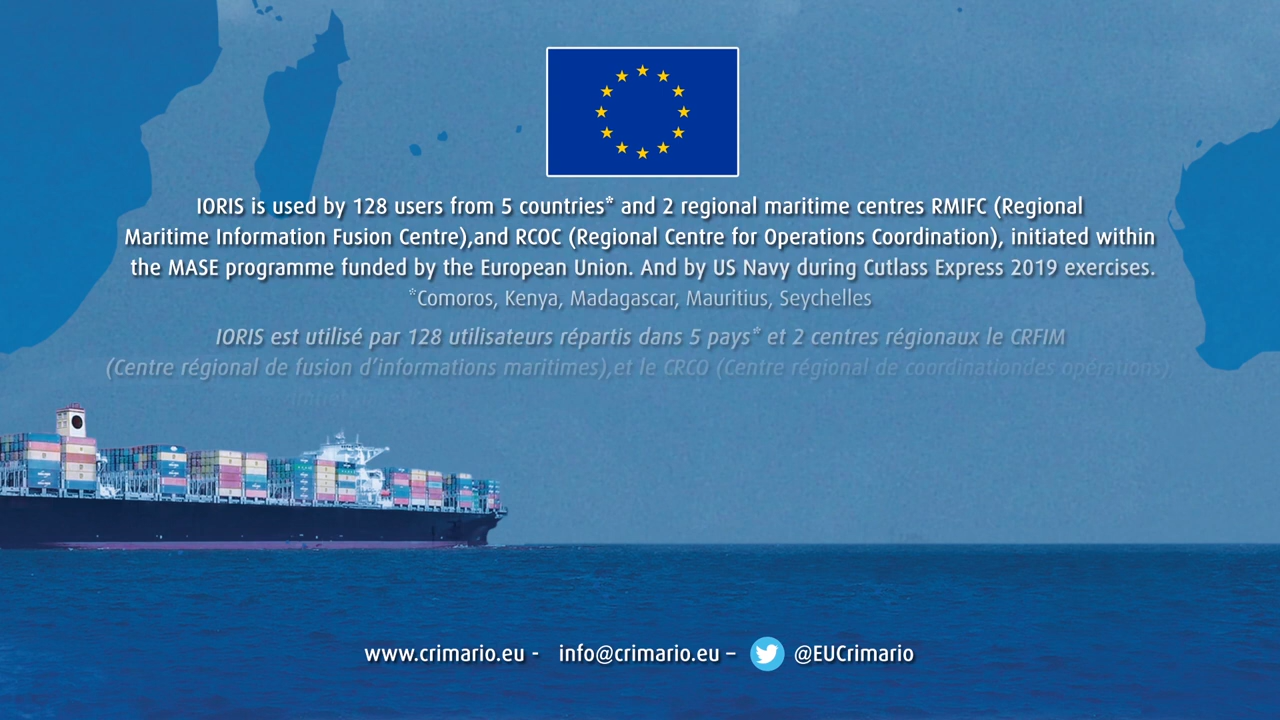 IORIS is used by 128 users from 5 countries* and 2 regional maritime centres RMIFC (Regional
Maritime Information Fusion Centre),and RCOC (Regional Centre for Operations Coordination), initiated within
the MASE programme funded by the European Union. And by US Navy during Cutlass Express 2019 exercises.
*Comoros, Kenya, Madagascar, Mauritius, Seychelles
IORIS est utilisé par 128 utilisateurs répartis dans 5 pays* et 2 centres régionaux le CRFIM
(Centre régional de fusion d'informations maritimes),et le CRCO (Centre régional de coordinationdes opérations)
www.crimario.eu - info@crimario.eu – @EUCrimario